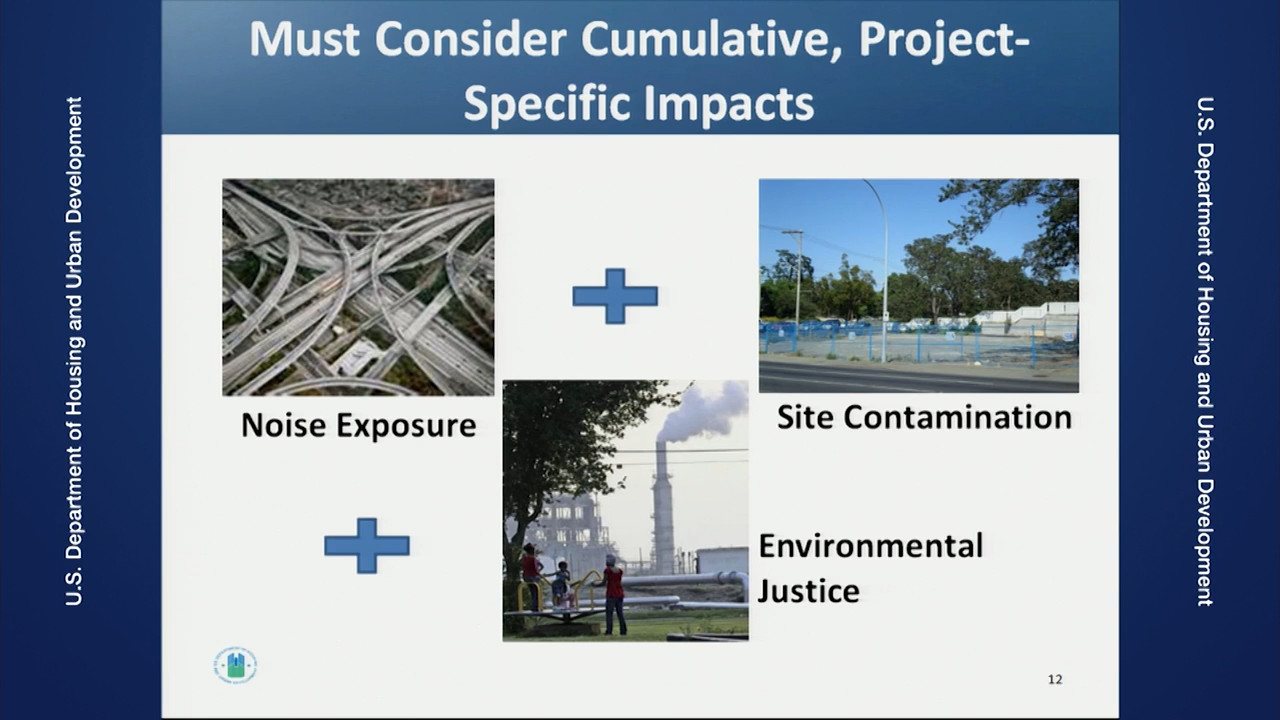 Must Consider Cumulative, Project-
Specific Impacts
U.S. Department of Housing and Urban Development
Noise Exposure
Site Contamination
Environmental
Justice
12
U.S. Department of Housing and Urban Development